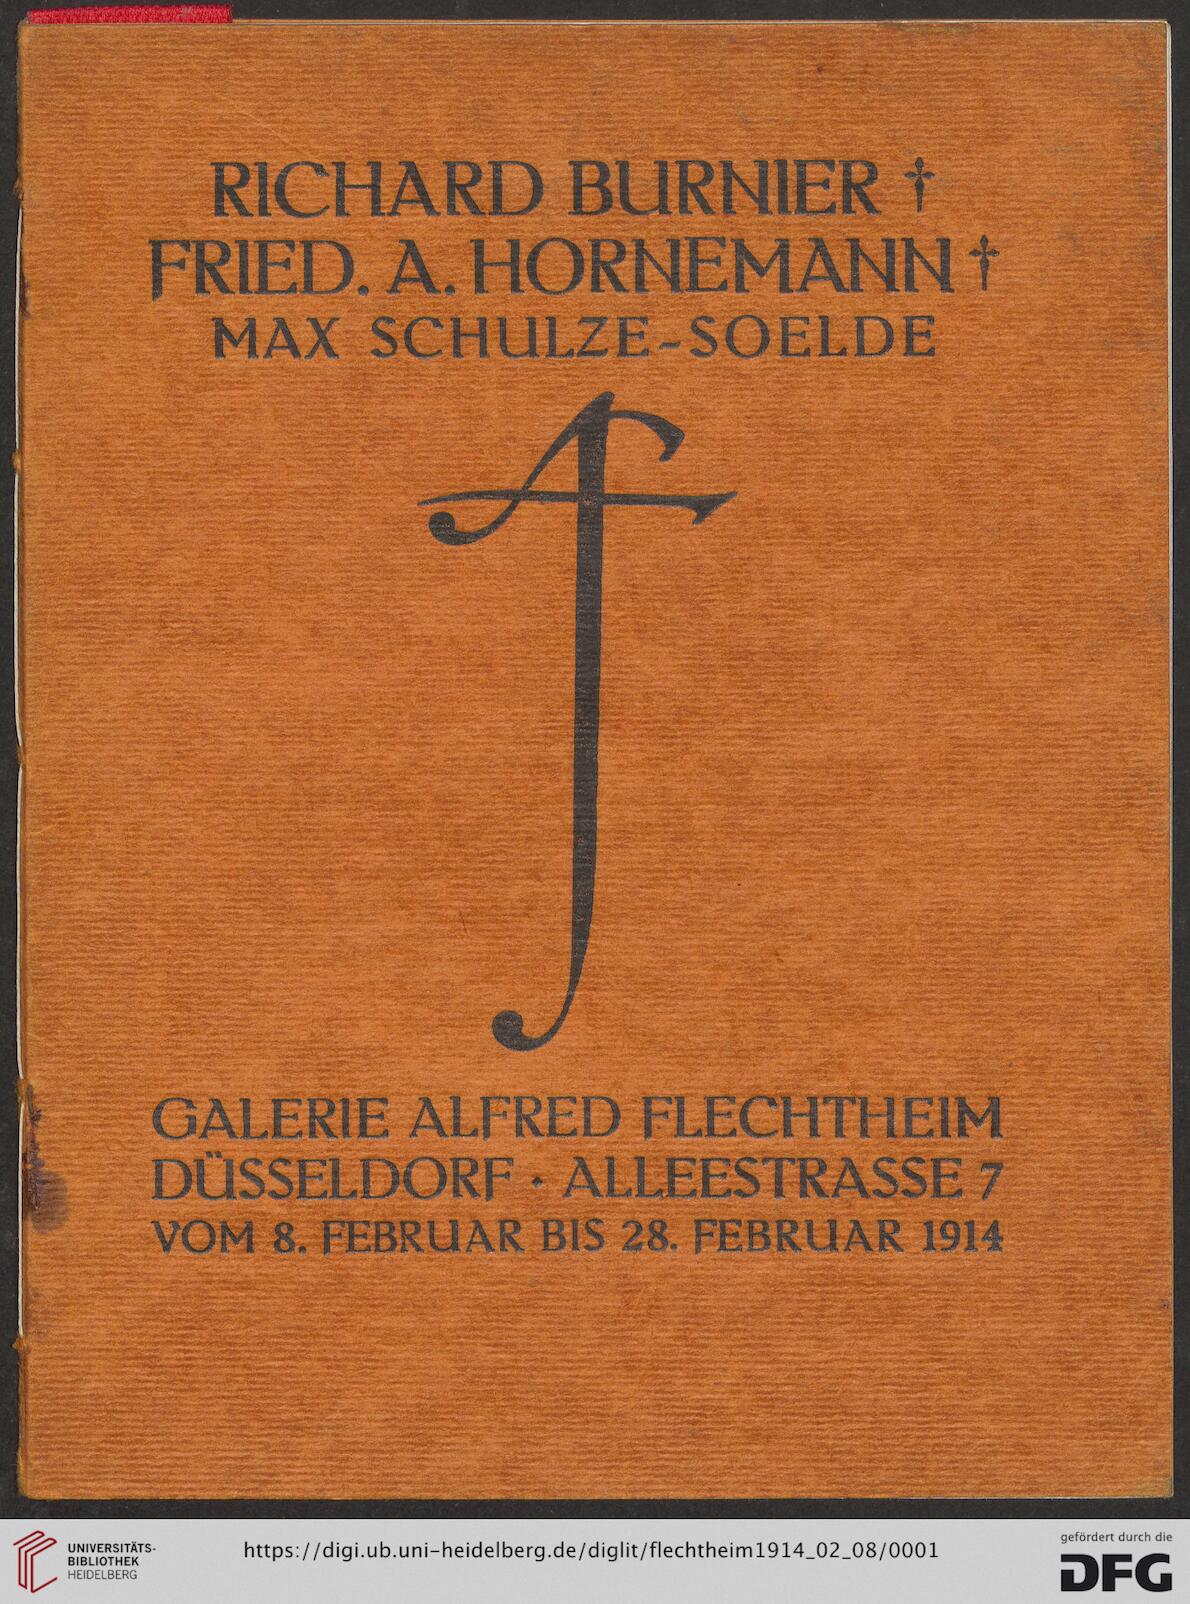 RICHARD BURNIER †
FRIED. A. HORNEMANN †
MAX SCHULZE-SOELDE
AF
GALERIE ALFRED FLECHTHEIM
DÜSSELDORF · ALLEESTRASSE 7
VOM 8. FEBRUAR BIS 28. FEBRUAR 1914
UNIVERSITÄTS-
BIBLIOTHEK
HEIDELBERG
https://digi.ub.uni-heidelberg.de/diglit/flechtheim1914_02_08/0001
gefördert durch die
DFG